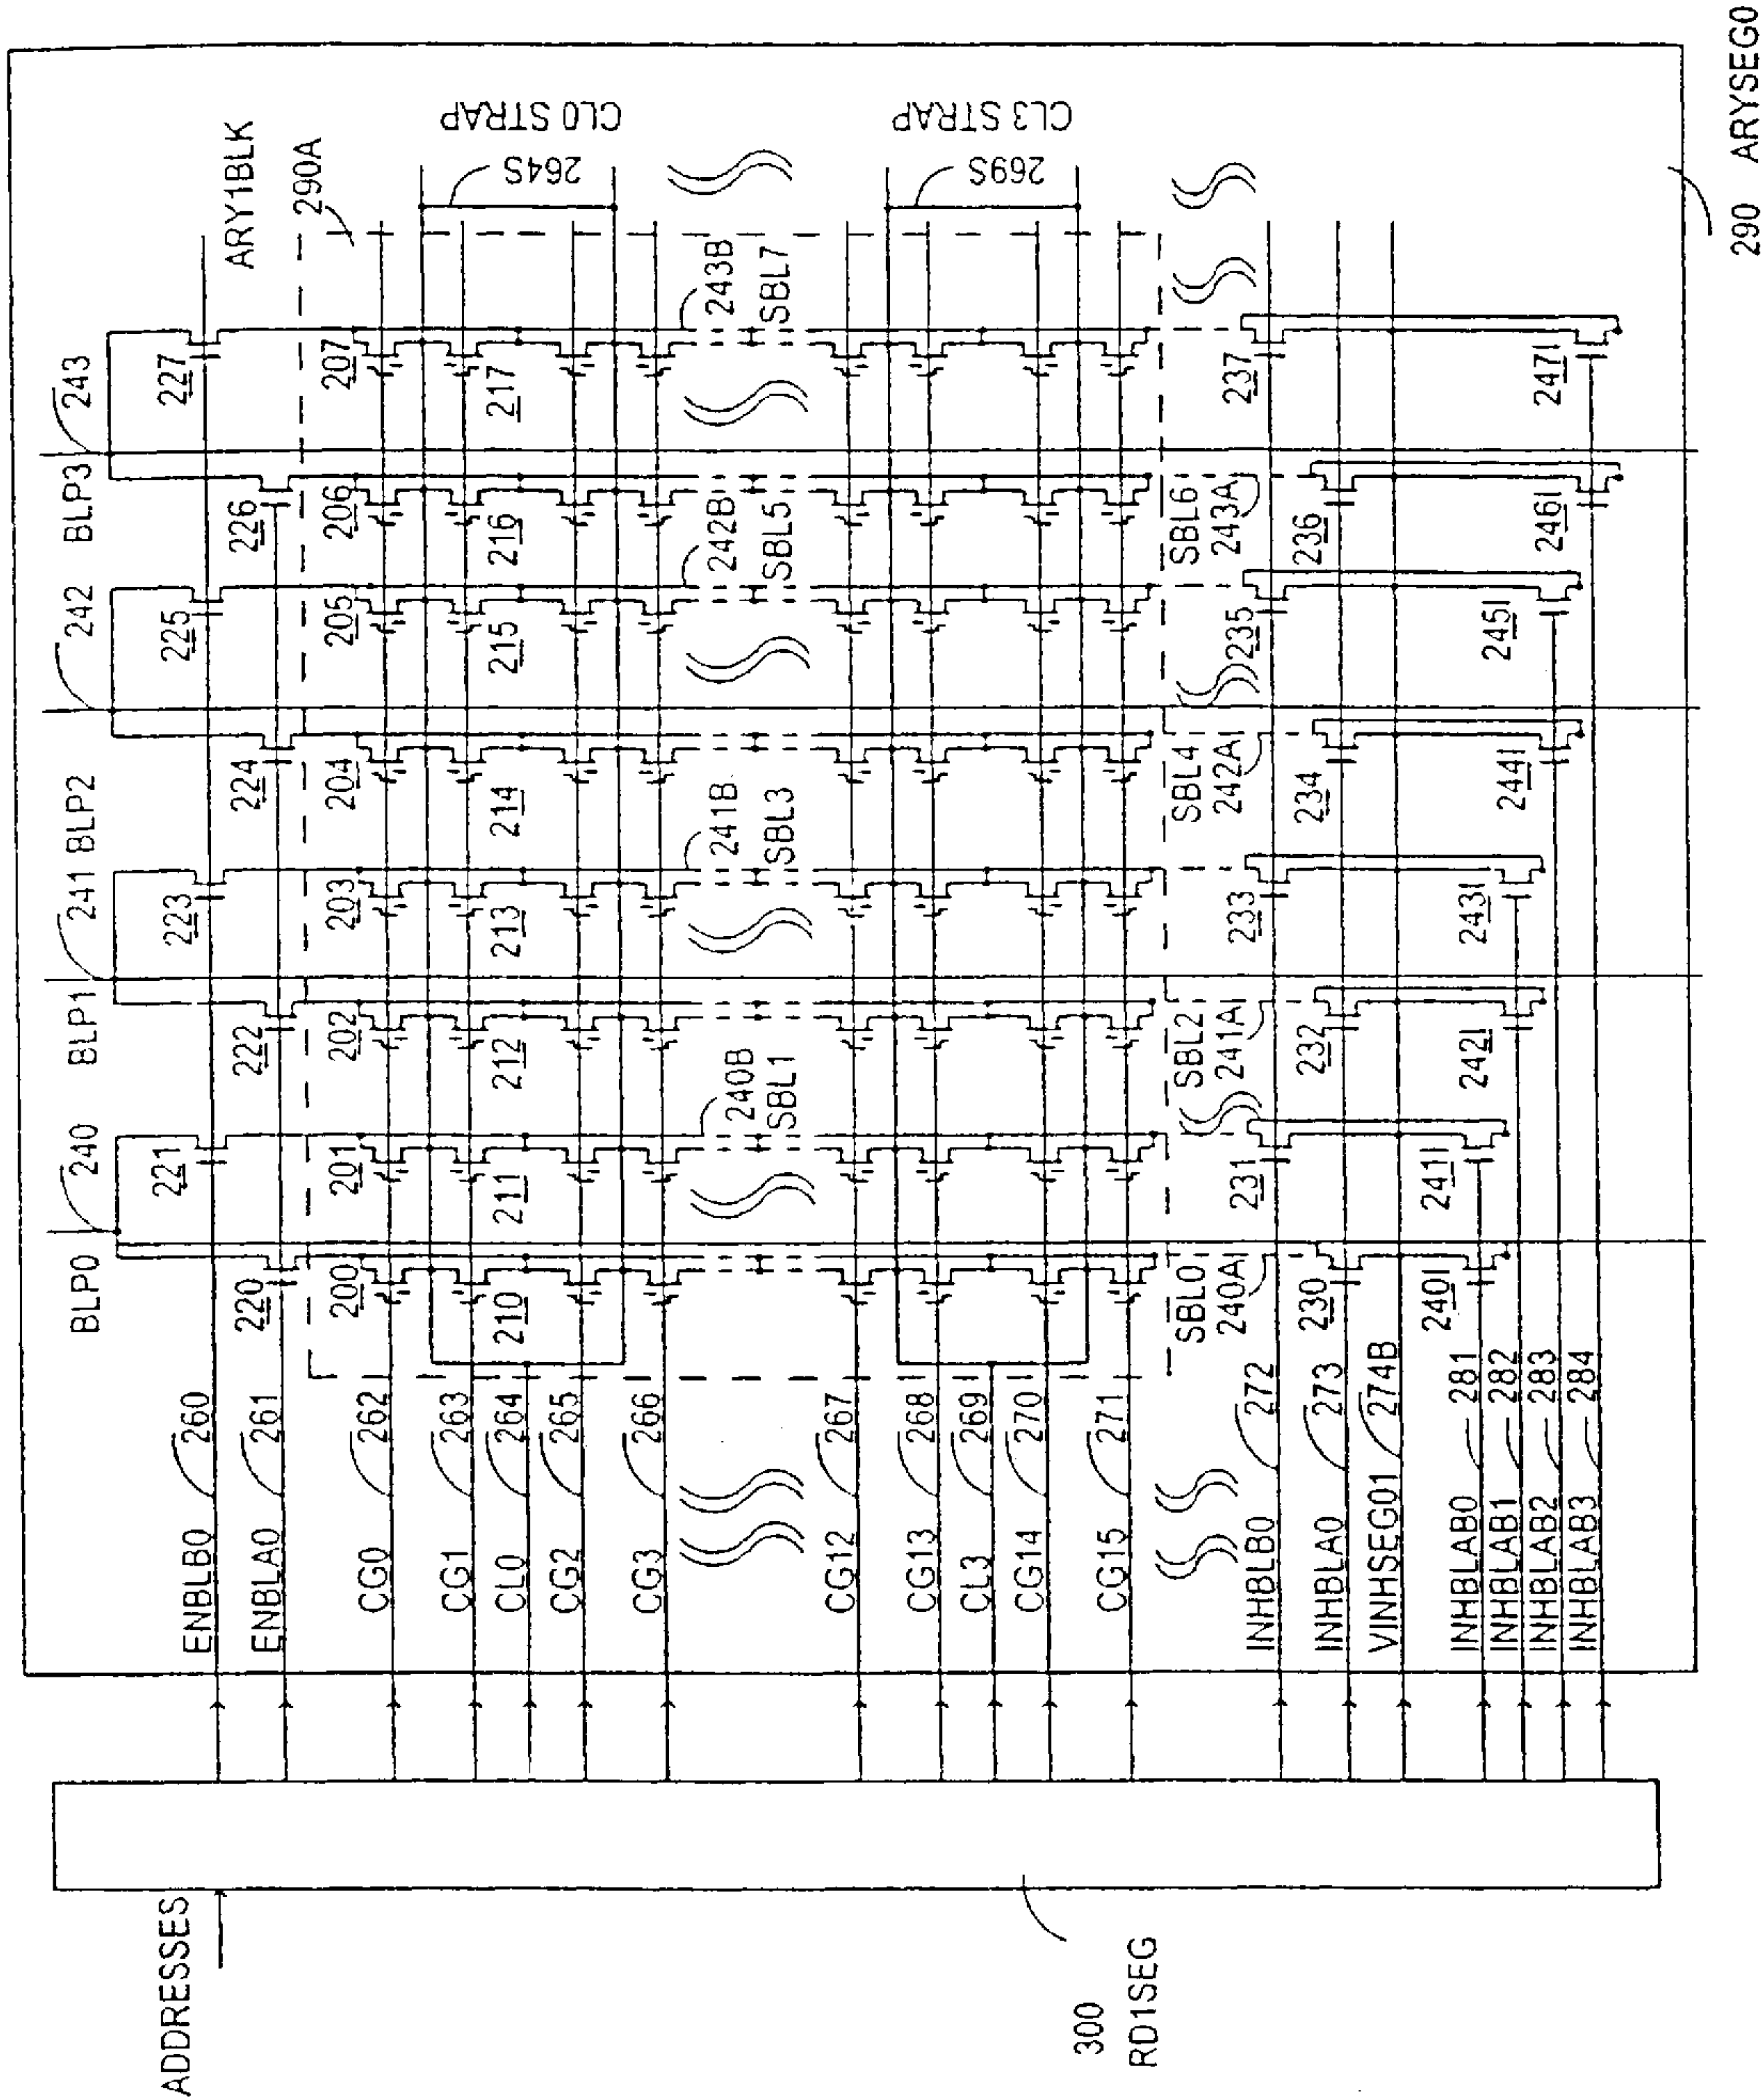 BLP0 240 BLP1 241 BLP2 242 BLP3 243
ADDRESSES
ENBLB0 260 221 223 225 227
ARY1BLK
ENBLA0 261 220 222 224 226
290A
CG0 262 200 201 202 203 204 205 206 207
CL0 STRAP
264S
CG1 263
CL0 264 210 211 212 213 214 215 216 217
CG2 265
CG3 266
240B 241B 242B 243B
SBL1 SBL3 SBL5 SBL7
CG12 267
CG13 268
CL3 STRAP
269S
CL3 269
CG14 270
CG15 271
SBL0 SBL2 SBL4 SBL6
240A 241A 242A 243A
INHBLB0 272 231 233 235 237
INHBLA0 273 230 232 234 236
VINHSEG01 274B
INHBLAB0 281 240I 241I
INHBLAB1 282 242I 243I
INHBLAB2 283 244I 245I
INHBLAB3 284 246I 247I
300
RD1SEG
290 ARYSEG0